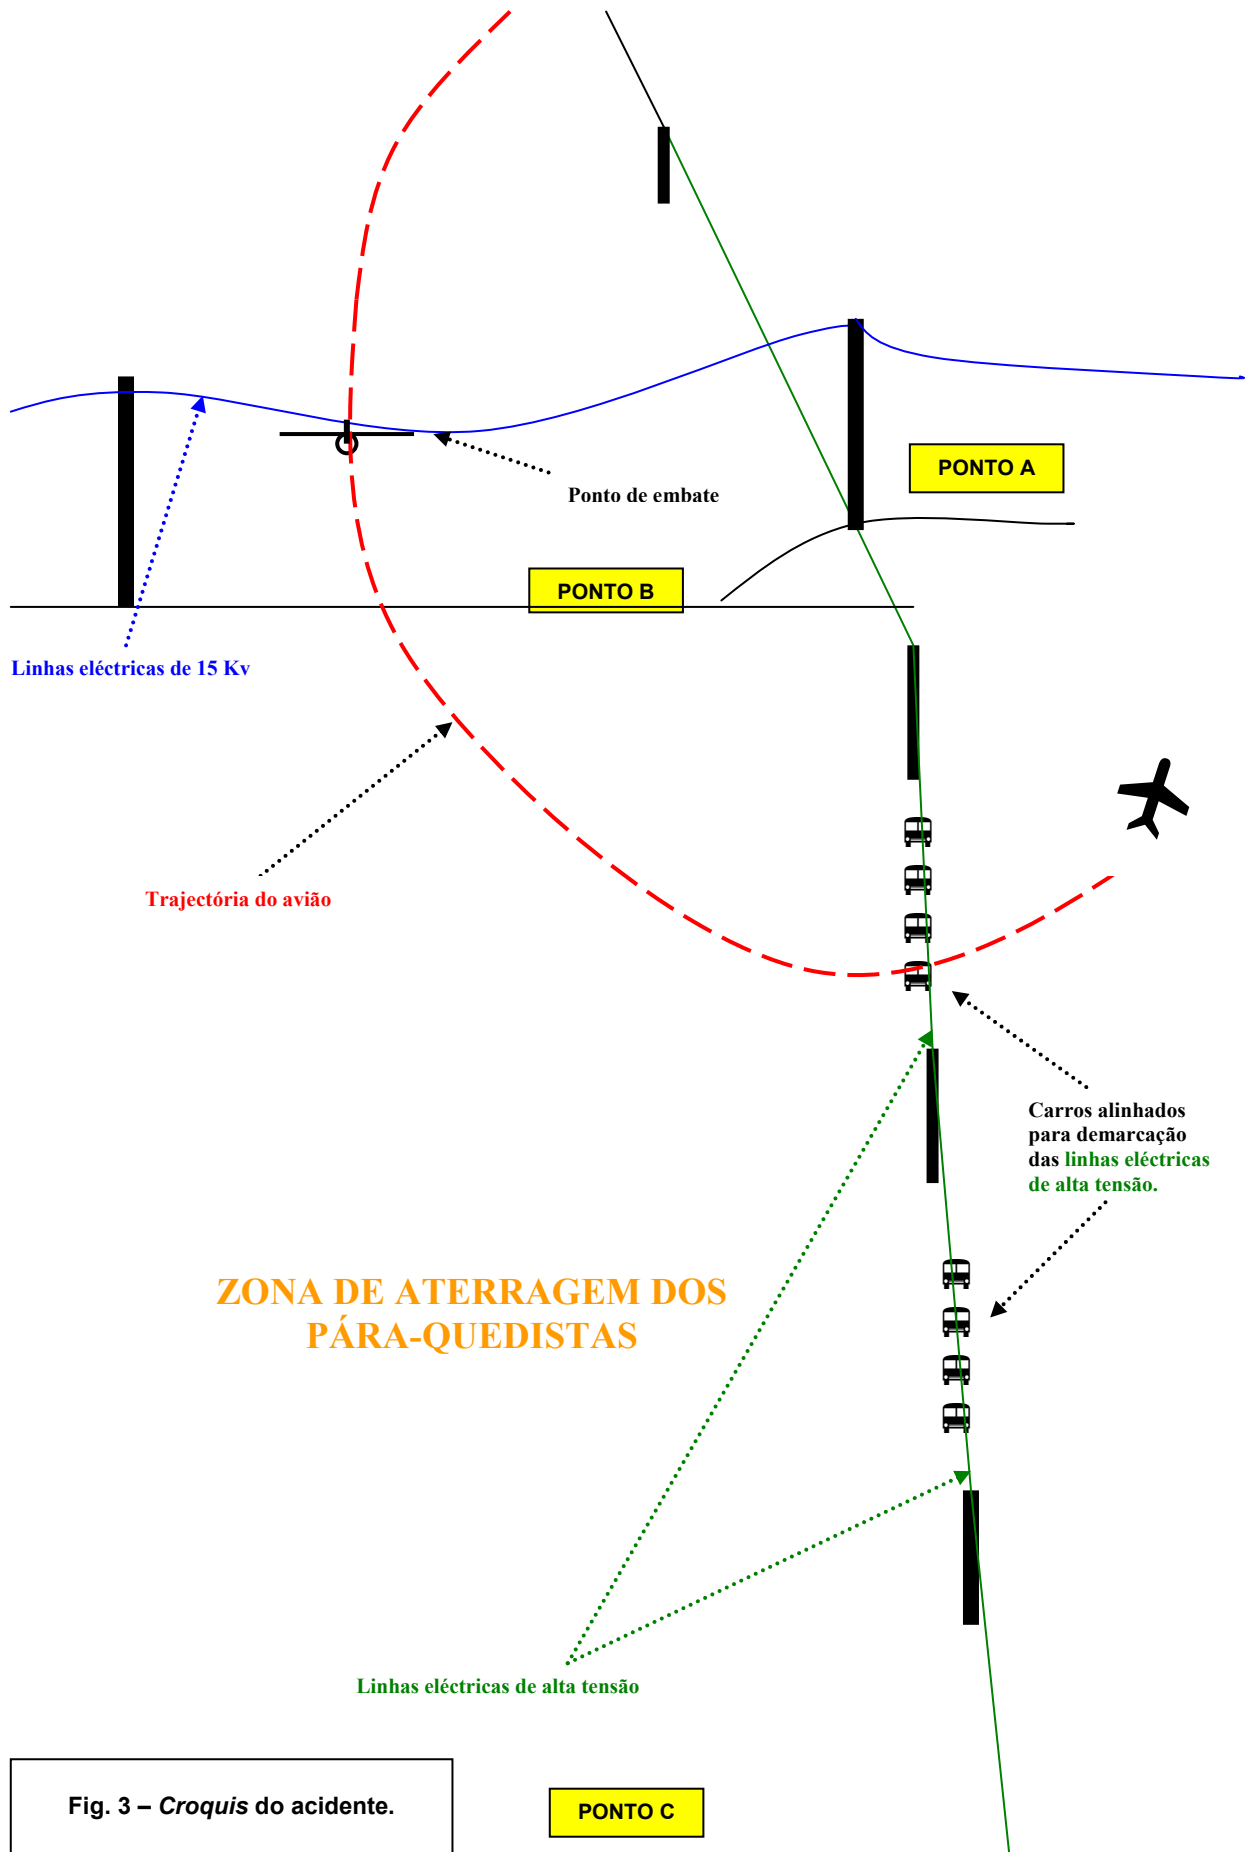 PONTO A
Ponto de embate
PONTO B
Linhas eléctricas de 15 Kv
Trajectória do avião
Carros alinhados
para demarcação
das linhas eléctricas
de alta tensão.
ZONA DE ATERRAGEM DOS
PÁRA-QUEDISTAS
Linhas eléctricas de alta tensão
Fig. 3 – Croquis do acidente.
PONTO C